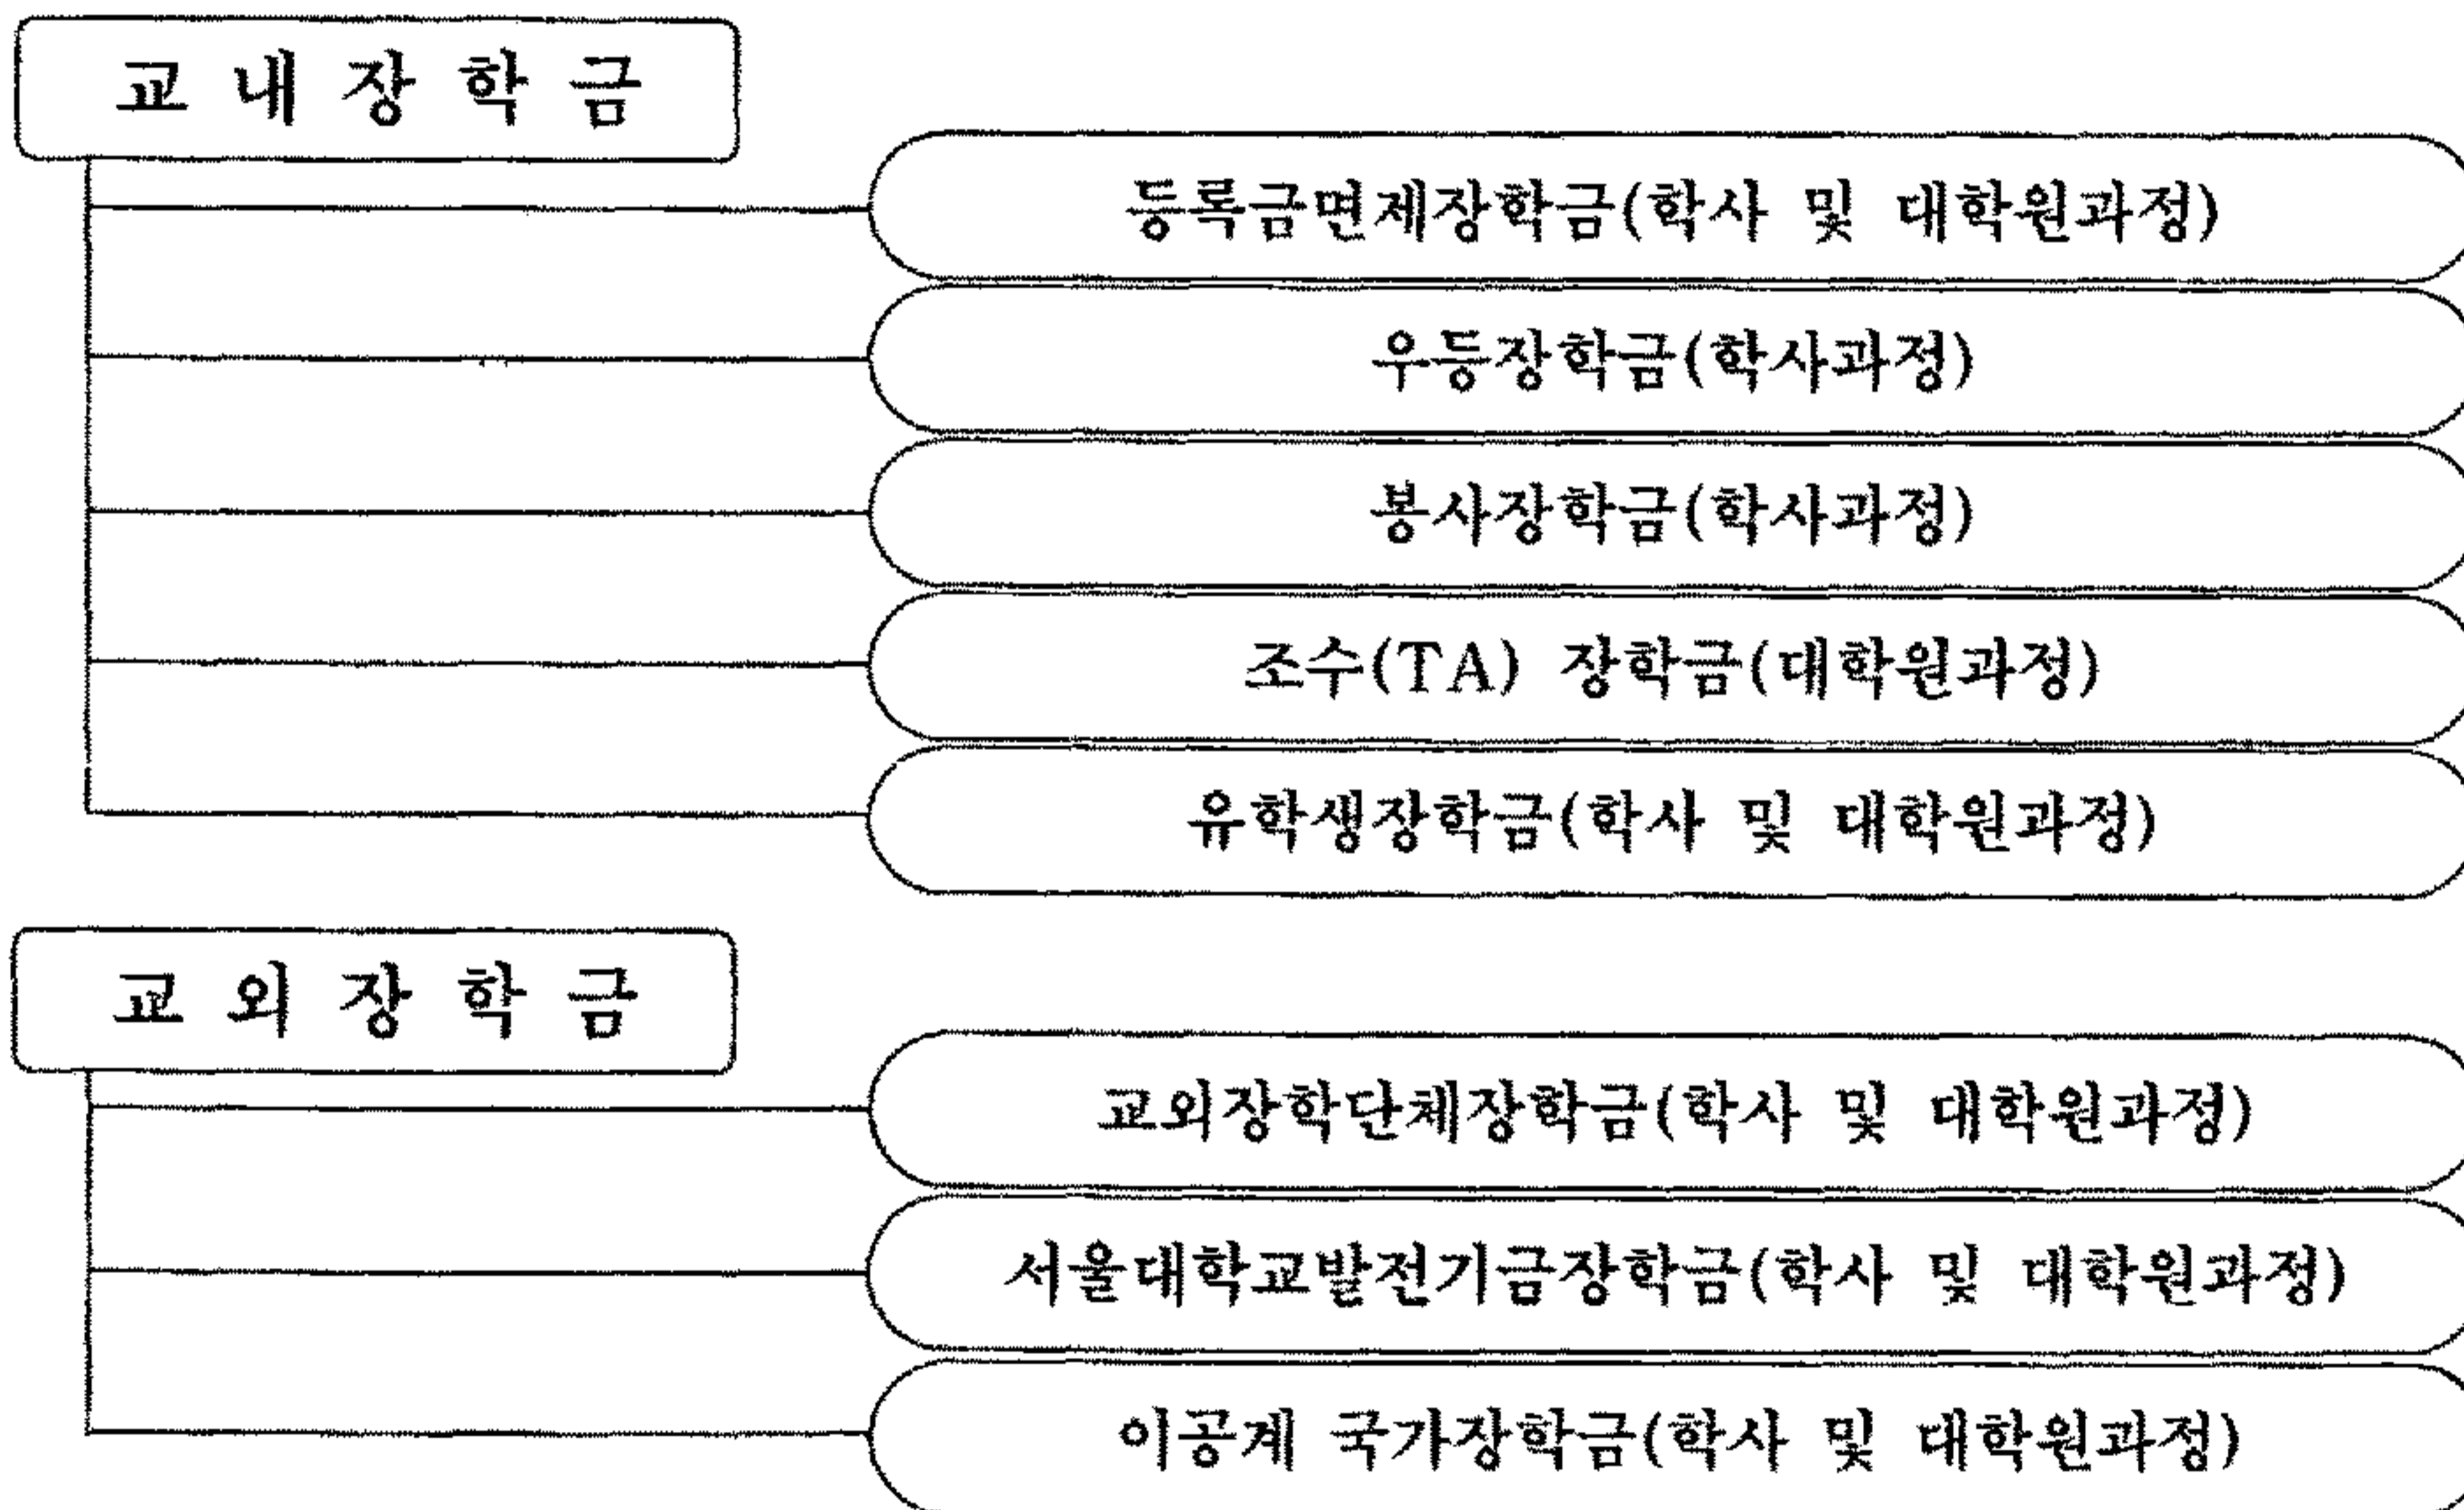 교 내 장 학 금
등록금면제장학금(학사 및 대학원과정)
우등장학금(학사과정)
봉사장학금(학사과정)
조수(TA) 장학금(대학원과정)
유학생장학금(학사 및 대학원과정)
교 외 장 학 금
교외장학단체장학금(학사 및 대학원과정)
서울대학교발전기금장학금(학사 및 대학원과정)
이공계 국가장학금(학사 및 대학원과정)